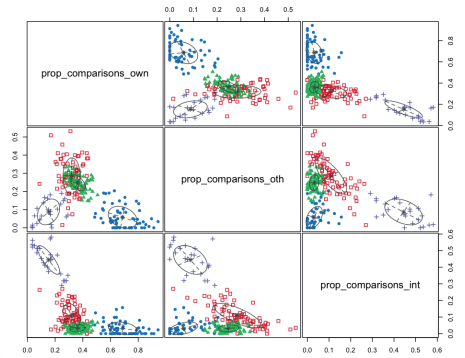 0.0 0.1 0.2 0.3 0.4 0.5
prop_comparisons_own
0.0 0.2 0.4 0.6 0.8
0.0 0.1 0.2 0.3 0.4 0.5
prop_comparisons_oth
prop_comparisons_int
0.0 0.1 0.2 0.3 0.4 0.5
0.0 0.2 0.4 0.6 0.8
0.0 0.1 0.2 0.3 0.4 0.5 0.6